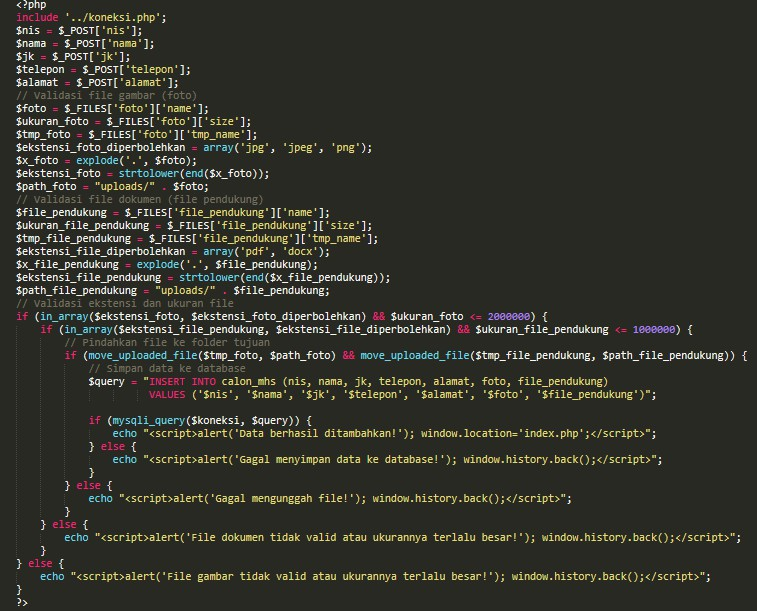 <?php
include '../koneksi.php';
$nis = $_POST['nis'];
$nama = $_POST['nama'];
$jk = $_POST['jk'];
$telepon = $_POST['telepon'];
$alamat = $_POST['alamat'];
// Validasi file gambar (foto)
$foto = $_FILES['foto']['name'];
$ukuran_foto = $_FILES['foto']['size'];
$tmp_foto = $_FILES['foto']['tmp_name'];
$ekstensi_foto_diperbolehkan = array('jpg', 'jpeg', 'png');
$x_foto = explode('.', $foto);
$ekstensi_foto = strtolower(end($x_foto));
$path_foto = "uploads/" . $foto;
// Validasi file dokumen (file pendukung)
$file_pendukung = $_FILES['file_pendukung']['name'];
$ukuran_file_pendukung = $_FILES['file_pendukung']['size'];
$tmp_file_pendukung = $_FILES['file_pendukung']['tmp_name'];
$ekstensi_file_diperbolehkan = array('pdf', 'docx');
$x_file_pendukung = explode('.', $file_pendukung);
$ekstensi_file_pendukung = strtolower(end($x_file_pendukung));
$path_file_pendukung = "uploads/" . $file_pendukung;
// Validasi ekstensi dan ukuran file
if (in_array($ekstensi_foto, $ekstensi_foto_diperbolehkan) && $ukuran_foto <= 2000000) {
    if (in_array($ekstensi_file_pendukung, $ekstensi_file_diperbolehkan) && $ukuran_file_pendukung <= 1000000) {
        // Pindahkan file ke folder tujuan
        if (move_uploaded_file($tmp_foto, $path_foto) && move_uploaded_file($tmp_file_pendukung, $path_file_pendukung)) {
            // Simpan data ke database
            $query = "INSERT INTO calon_mhs (nis, nama, jk, telepon, alamat, foto, file_pendukung)
                      VALUES ('$nis', '$nama', '$jk', '$telepon', '$alamat', '$foto', '$file_pendukung')";

            if (mysqli_query($koneksi, $query)) {
                echo "<script>alert('Data berhasil ditambahkan!'); window.location='index.php';</script>";
            } else {
                echo "<script>alert('Gagal menyimpan data ke database!'); window.history.back();</script>";
            }
        } else {
            echo "<script>alert('Gagal mengunggah file!'); window.history.back();</script>";
        }
    } else {
        echo "<script>alert('File dokumen tidak valid atau ukurannya terlalu besar!'); window.history.back();</script>";
    }
} else {
    echo "<script>alert('File gambar tidak valid atau ukurannya terlalu besar!'); window.history.back();</script>";
}
?>